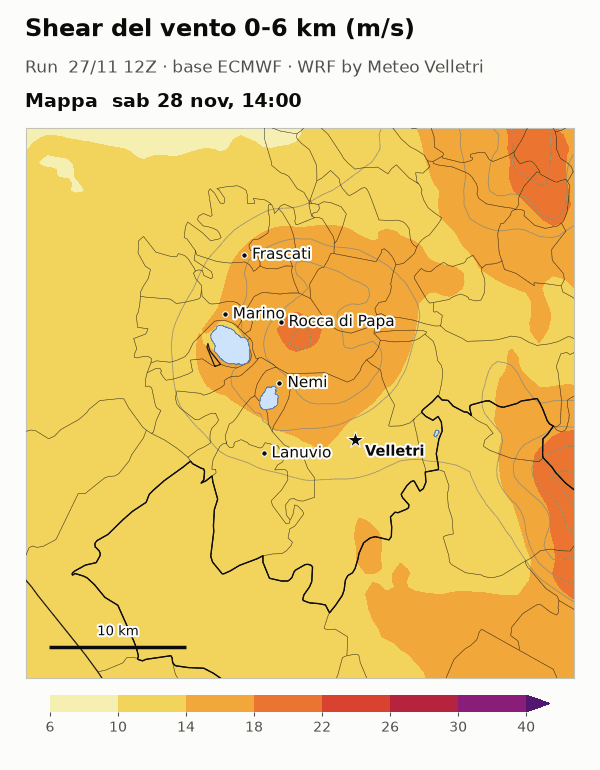 Shear del vento 0-6 km (m/s)
Run  27/11 12Z · base ECMWF · WRF by Meteo Velletri
Mappa  sab 28 nov, 14:00
Frascati
Marino
Rocca di Papa
Nemi
Velletri
Lanuvio
10 km
6 10 14 18 22 26 30 40